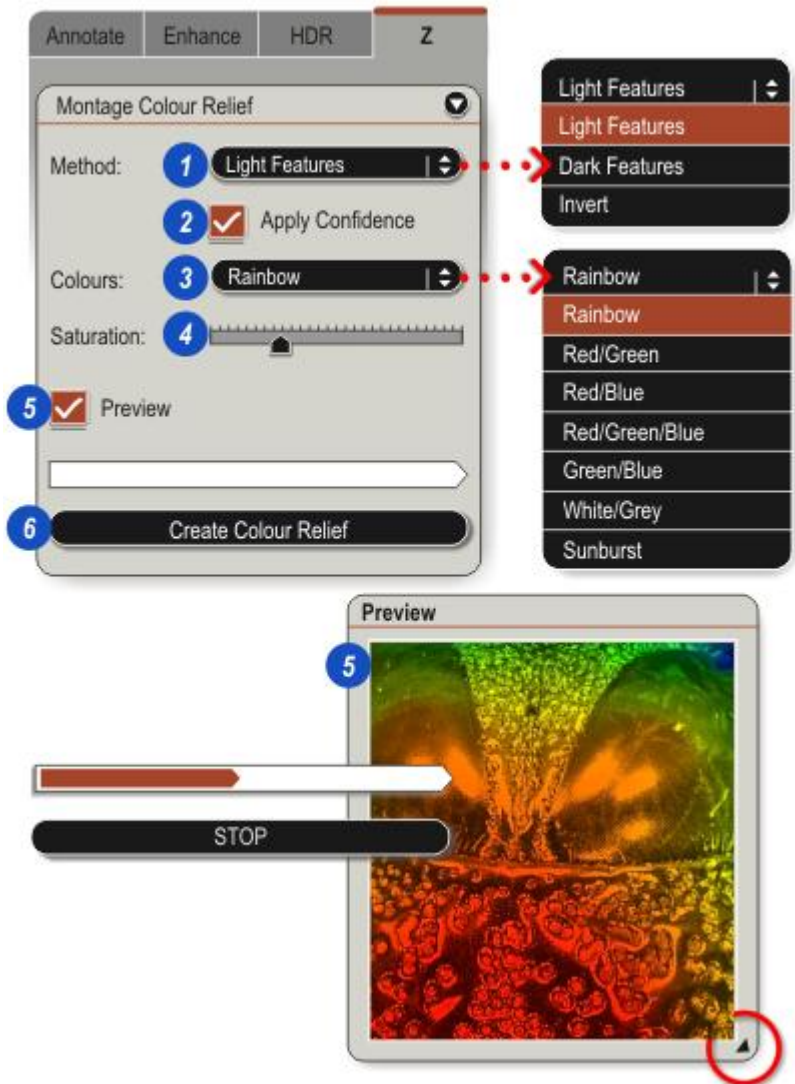 Annotate Enhance HDR Z
Montage Colour Relief
Method: 1 Light Features
2 Apply Confidence
Colours: 3 Rainbow
Saturation: 4
5 Preview
6 Create Colour Relief
Light Features
Light Features
Dark Features
Invert
Rainbow
Rainbow
Red/Green
Red/Blue
Red/Green/Blue
Green/Blue
White/Grey
Sunburst
Preview
5
STOP